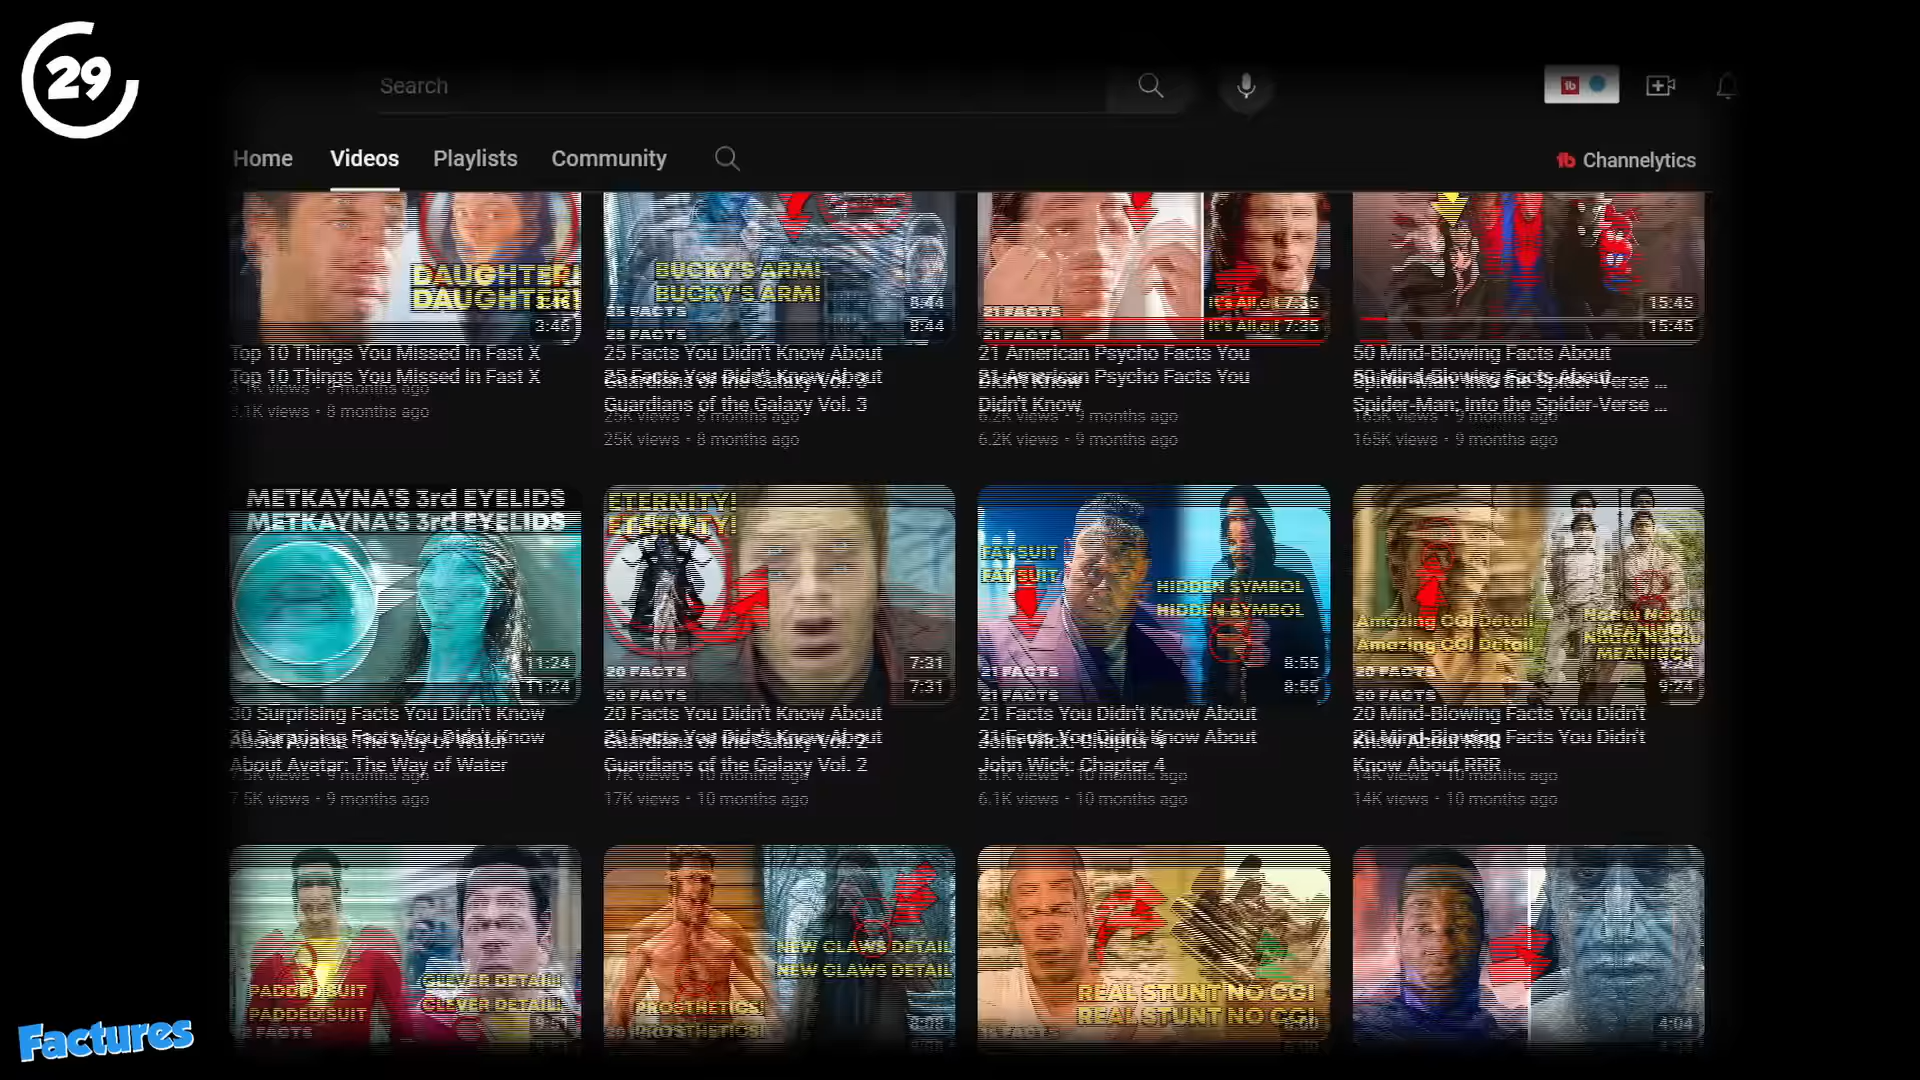 29
Search
Home Videos Playlists Community
Channelytics
DAUGHTER!
3:46
BUCKY'S ARM!
25 FACTS
8:44
21 FACTS
It's All a
7:35
15:45
Top 10 Things You Missed in Fast X
8 months ago
25 Facts You Didn't Know About
Guardians of the Galaxy Vol. 3
25K views • 8 months ago
21 American Psycho Facts You
Didn't Know
6.2K views • 9 months ago
50 Mind-Blowing Facts About
Spider-Man: Into the Spider-Verse ...
165K views • 9 months ago
METKAYNA'S 3rd EYELIDS
11:24
ETERNITY!
20 FACTS
7:31
FAT SUIT
HIDDEN SYMBOL
21 FACTS
8:55
Amazing CGI Detail
Naatu Naatu
MEANING!
20 FACTS
9:24
30 Surprising Facts You Didn't Know
About Avatar: The Way of Water
7.5K views • 9 months ago
20 Facts You Didn't Know About
Guardians of the Galaxy Vol. 2
17K views • 10 months ago
21 Facts You Didn't Know About
John Wick: Chapter 4
6.1K views • 10 months ago
20 Mind-Blowing Facts You Didn't
Know About RRR
14K views • 10 months ago
PADDED SUIT
CLEVER DETAIL!
FACTS
9:51
PROSTHETICS!
NEW CLAWS DETAIL
8:08
REAL STUNT NO CGI
FACTS
4:04
Factures